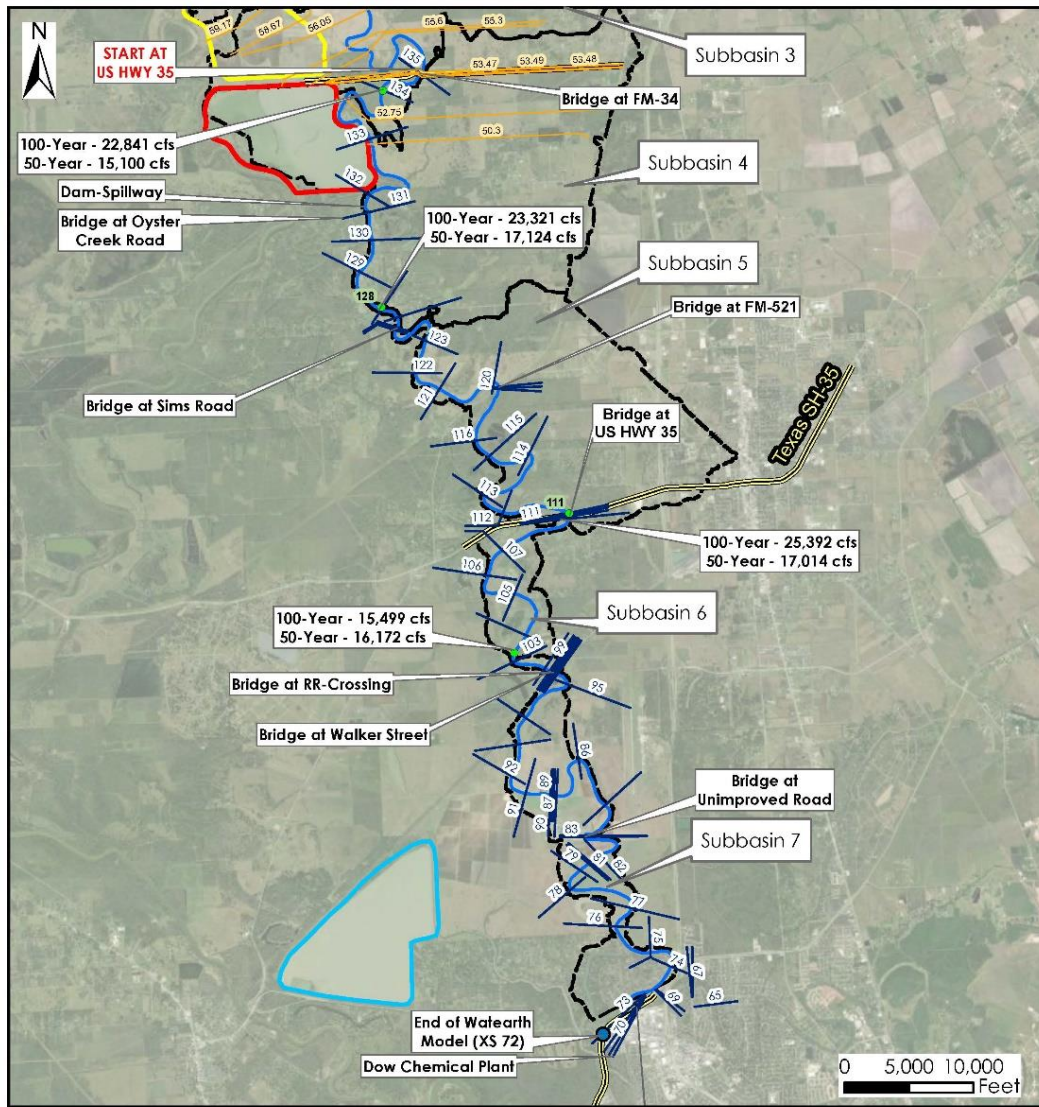 59.17
58.67
56.05
55.6
55.3
Subbasin 3
N
START AT
US HWY 35
135
53.47
53.49
53.48
134
Bridge at FM-34
52.75
133
50.3
100-Year - 22,841 cfs
50-Year - 15,100 cfs
Subbasin 4
132
131
Dam-Spillway
Bridge at Oyster
Creek Road
130
100-Year - 23,321 cfs
50-Year - 17,124 cfs
129
Subbasin 5
128
Bridge at FM-521
123
122
120
121
Bridge at Sims Road
Texas SH-35
Bridge at
US HWY 35
116
115
114
113
112
111
111
100-Year - 25,392 cfs
50-Year - 17,014 cfs
107
106
105
Subbasin 6
100-Year - 15,499 cfs
50-Year - 16,172 cfs
103
99
Bridge at RR-Crossing
95
Bridge at Walker Street
92
98
91
89
87
90
Bridge at
Unimproved Road
83
79
81
82
Subbasin 7
78
77
76
75
74
67
73
69
65
70
End of Watearth
Model (XS 72)
Dow Chemical Plant
0 5,000 10,000
Feet